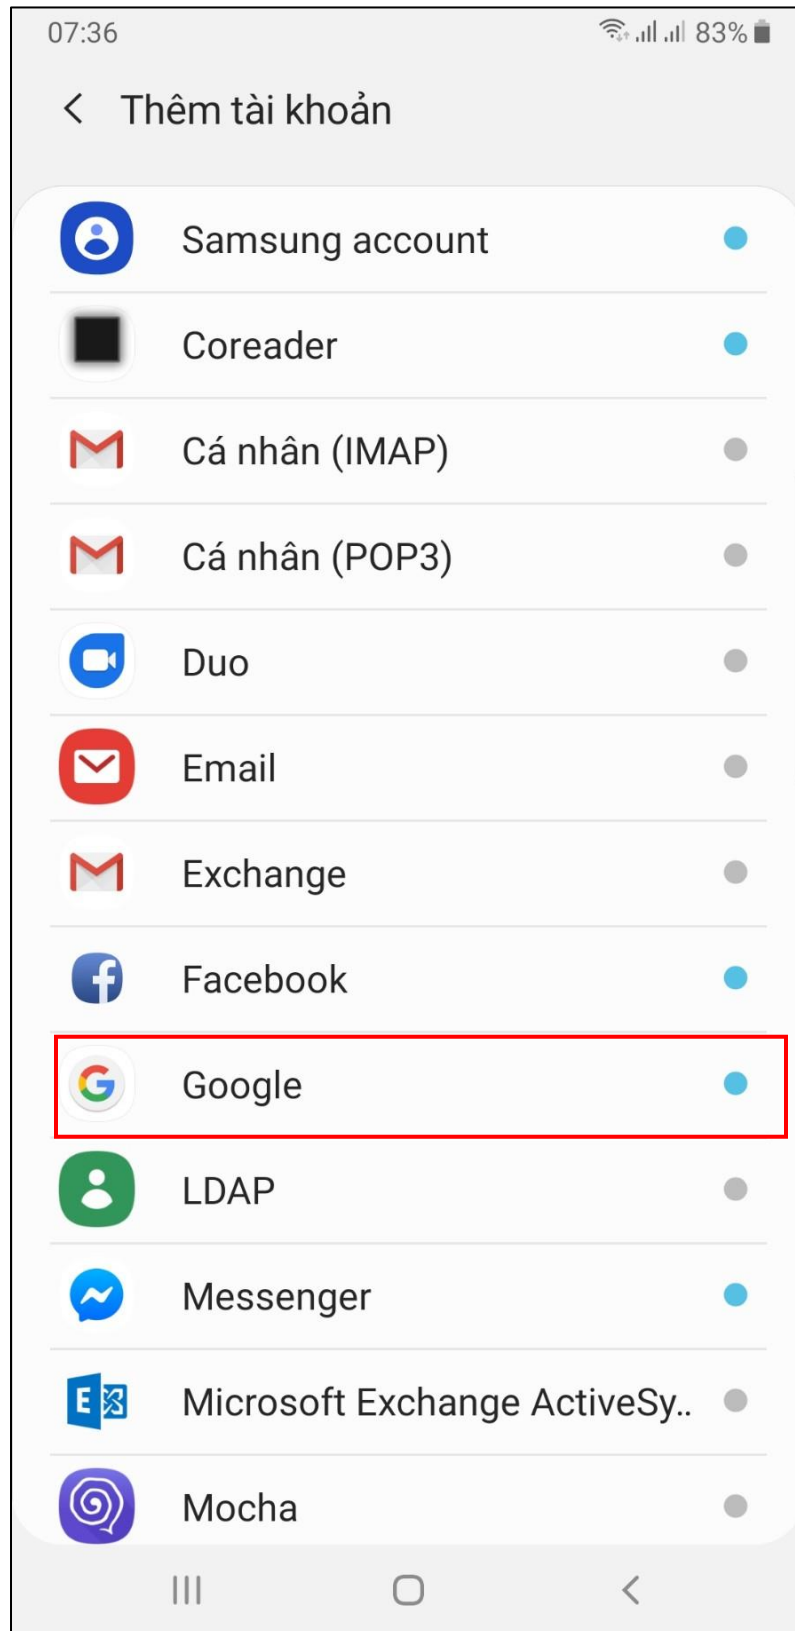 07:36 83%
Thêm tài khoản
Samsung account
Coreader
Cá nhân (IMAP)
Cá nhân (POP3)
Duo
Email
Exchange
Facebook
Google
LDAP
Messenger
Microsoft Exchange ActiveSy..
Mocha